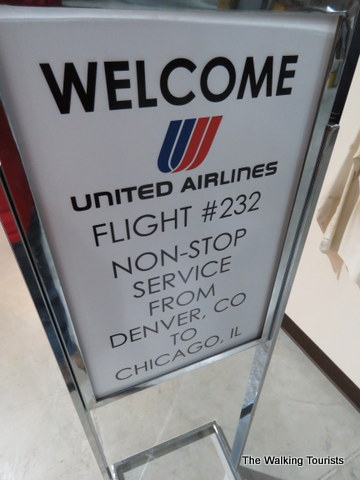 WELCOME
UNITED AIRLINES
FLIGHT #232
NON-STOP
SERVICE
FROM
DENVER, CO
TO
CHICAGO, IL
The Walking Tourists